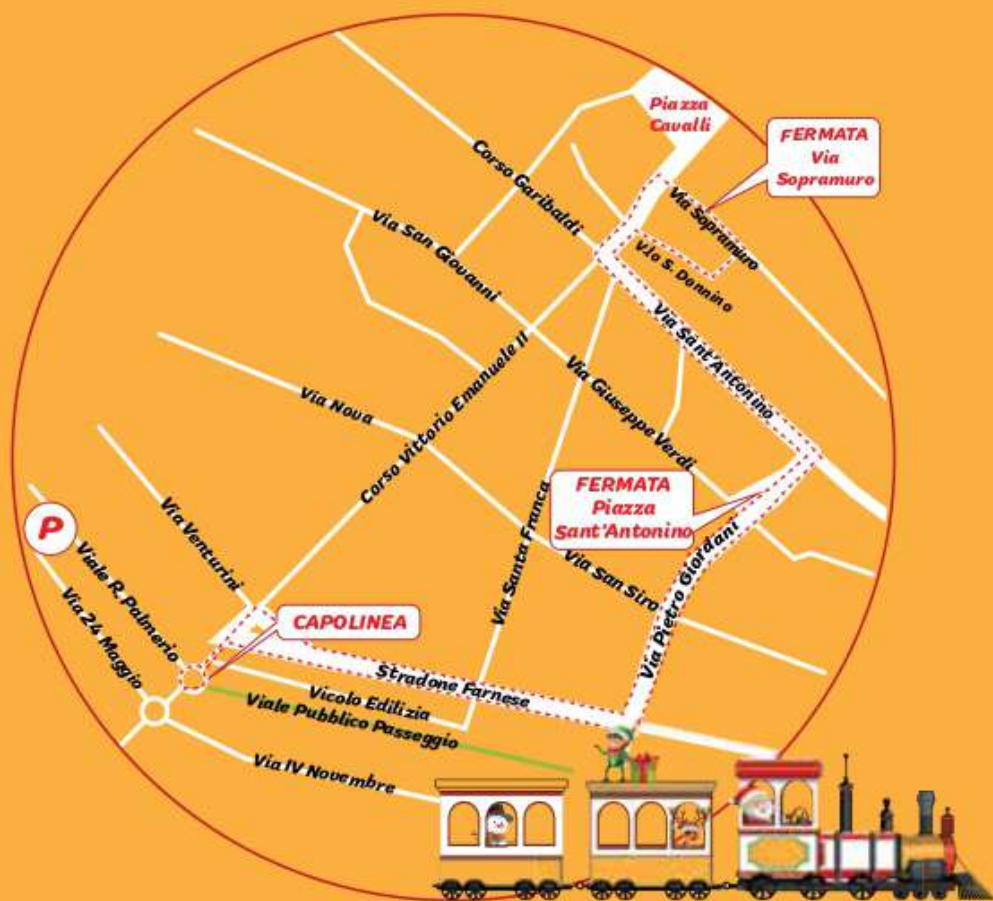 Piazza
Cavalli
FERMATA
Via
Sopramuro
Corso Garibaldi
Via Sopramuro
Via San Giovanni
V.lo S. Donnino
Via Sant'Antonino
Corso Vittorio Emanuele II
Via Giuseppe Verdi
Via Nova
FERMATA
Piazza
Sant'Antonino
Via Santa Franca
P
Via Venturini
Via San Siro
Via Pietro Giordani
Viale R. Palmerio
Via 24 Maggio
CAPOLINEA
Stradone Farnese
Vicolo Edilizia
Viale Pubblico Passeggio
Via IV Novembre